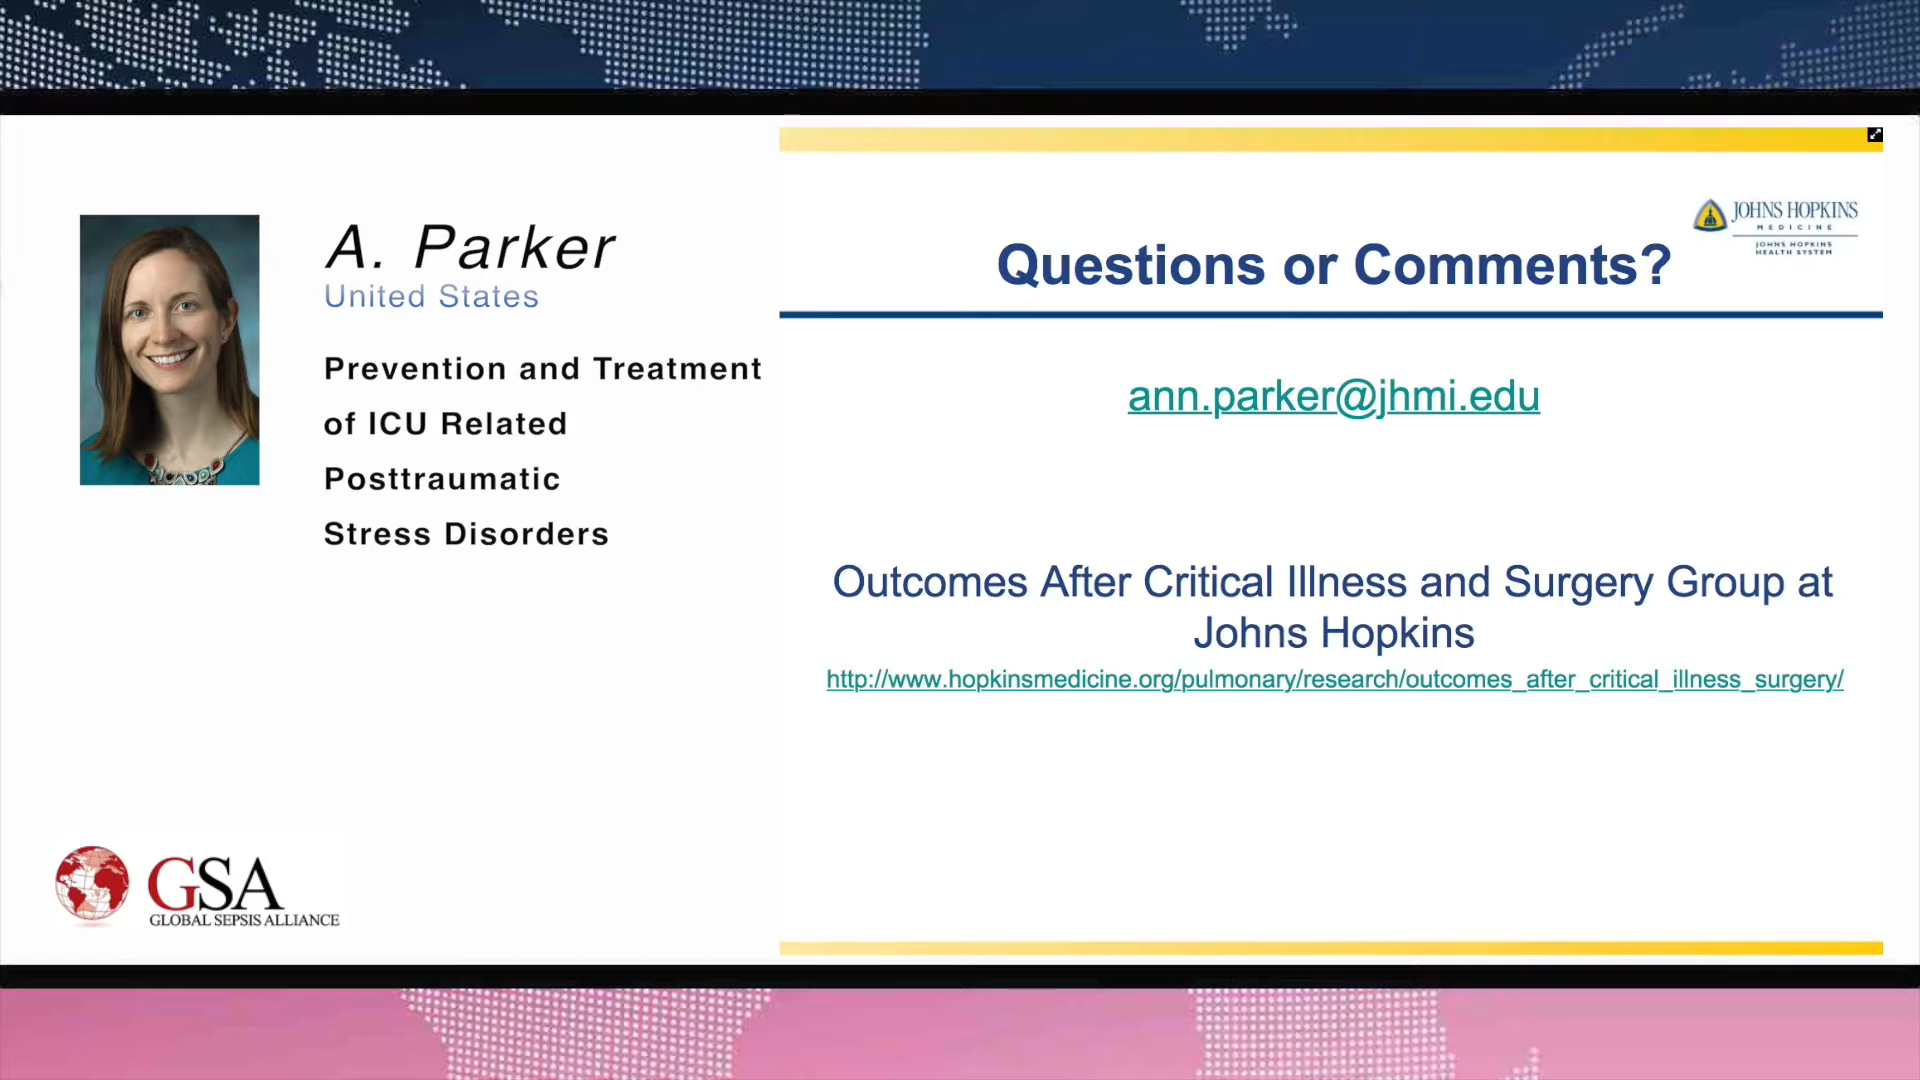 A. Parker
United States
Prevention and Treatment
of ICU Related
Posttraumatic
Stress Disorders
GSA
GLOBAL SEPSIS ALLIANCE
JOHNS HOPKINS
MEDICINE
JOHNS HOPKINS
HEALTH SYSTEM
Questions or Comments?
ann.parker@jhmi.edu
Outcomes After Critical Illness and Surgery Group at
Johns Hopkins
http://www.hopkinsmedicine.org/pulmonary/research/outcomes_after_critical_illness_surgery/